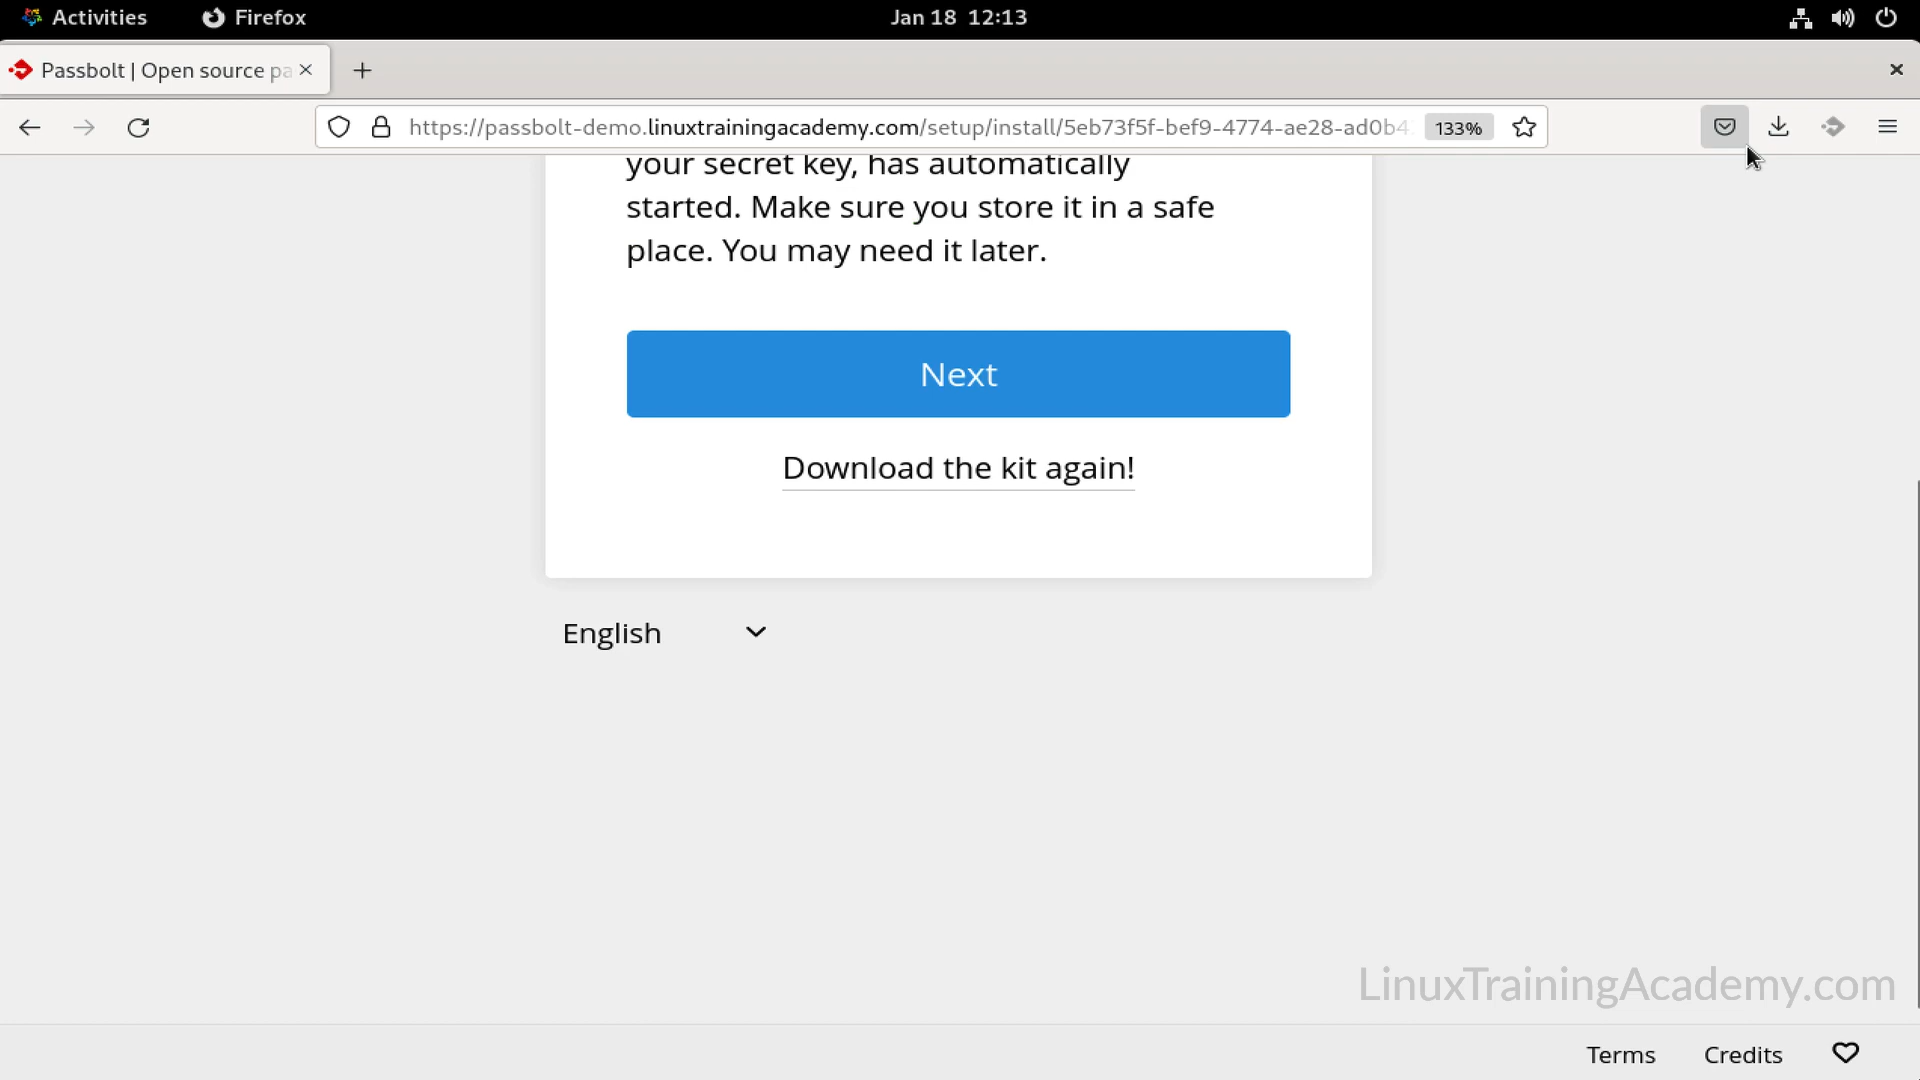 Activities
Firefox
Jan 18 12:13
Passbolt | Open source pa
https://passbolt-demo.linuxtrainingacademy.com/setup/install/5eb73f5f-bef9-4774-ae28-ad0b4
133%
your secret key, has automatically
started. Make sure you store it in a safe
place. You may need it later.
Next
Download the kit again!
English
LinuxTrainingAcademy.com
Terms
Credits